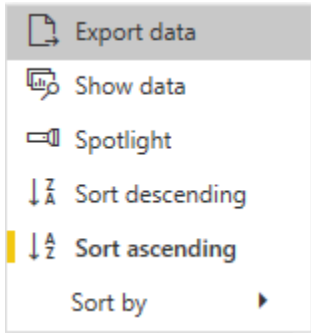 Export data
Show data
Spotlight
Z
A
Sort descending
A
Z
Sort ascending
Sort by